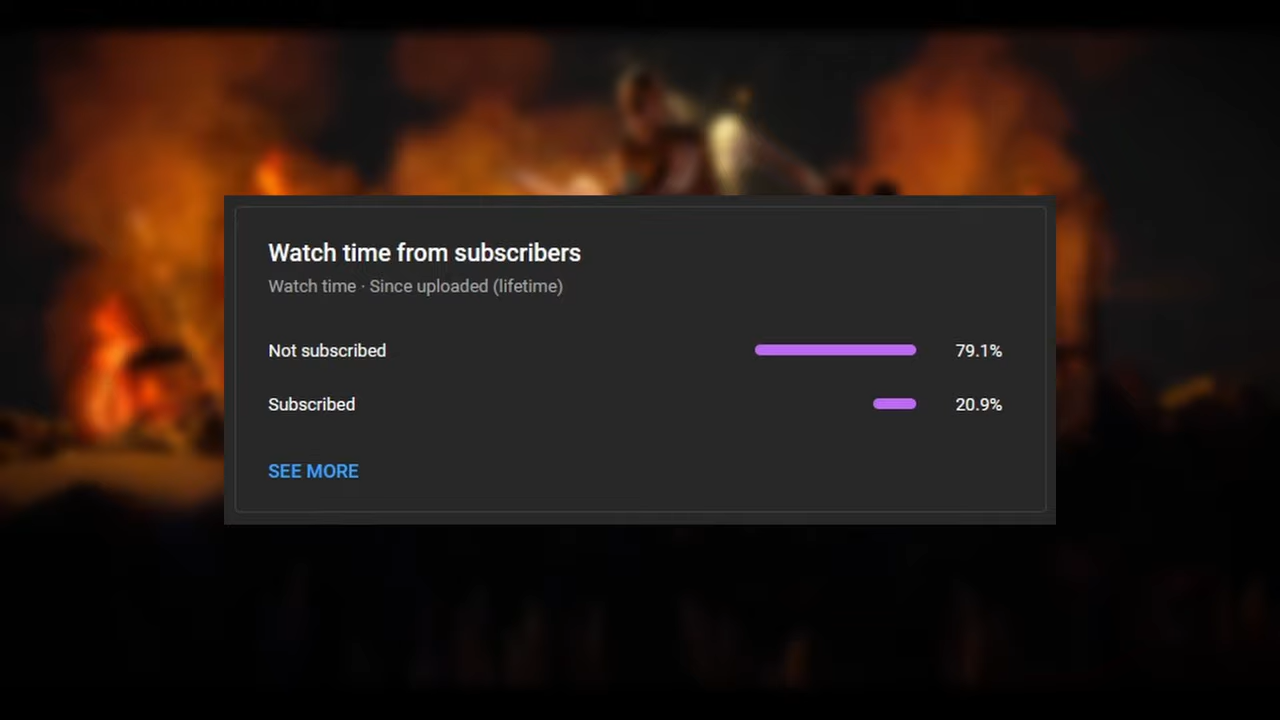 Watch time from subscribers
Watch time · Since uploaded (lifetime)
Not subscribed 79.1%
Subscribed 20.9%
SEE MORE